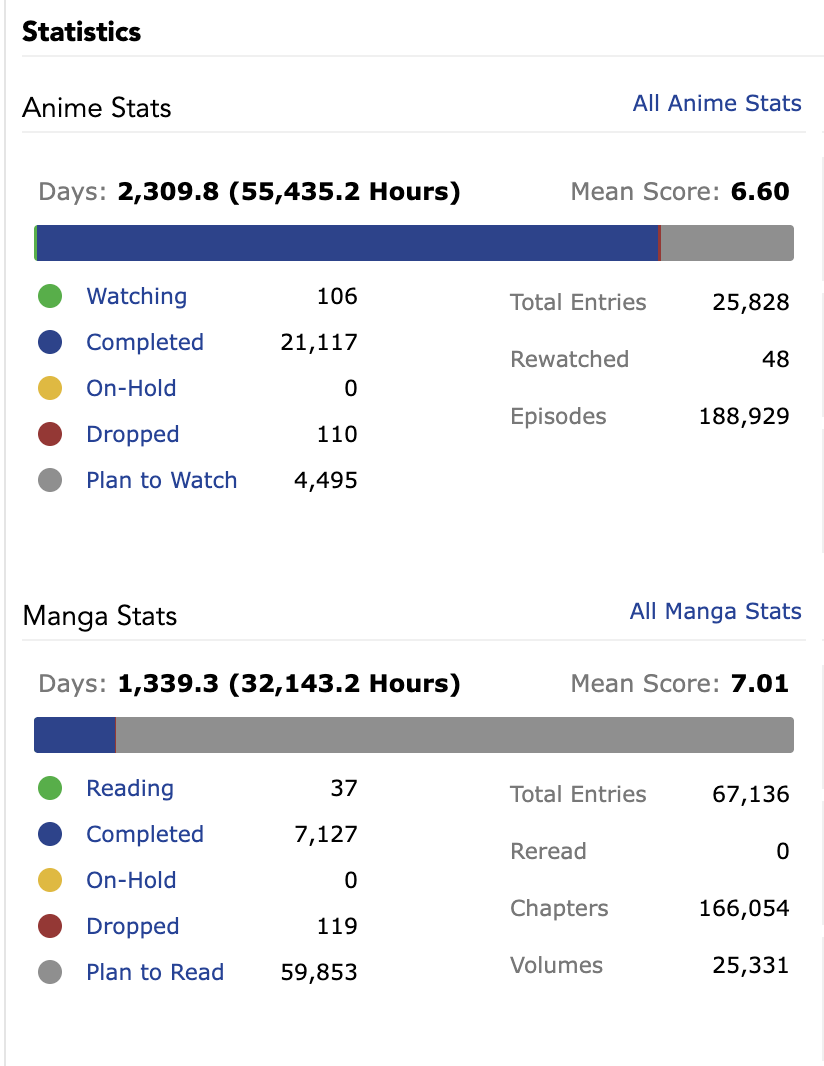 Statistics
Anime Stats All Anime Stats
Days: 2,309.8 (55,435.2 Hours) Mean Score: 6.60
Watching 106
Completed 21,117
On-Hold 0
Dropped 110
Plan to Watch 4,495
Total Entries 25,828
Rewatched 48
Episodes 188,929
Manga Stats All Manga Stats
Days: 1,339.3 (32,143.2 Hours) Mean Score: 7.01
Reading 37
Completed 7,127
On-Hold 0
Dropped 119
Plan to Read 59,853
Total Entries 67,136
Reread 0
Chapters 166,054
Volumes 25,331